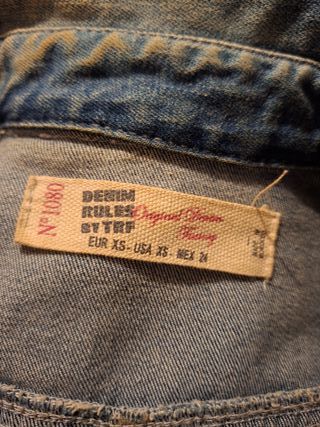 Nº1080
DENIM
RULES
BY TRF
Original Denim
EUR XS - USA XS - MEX 24